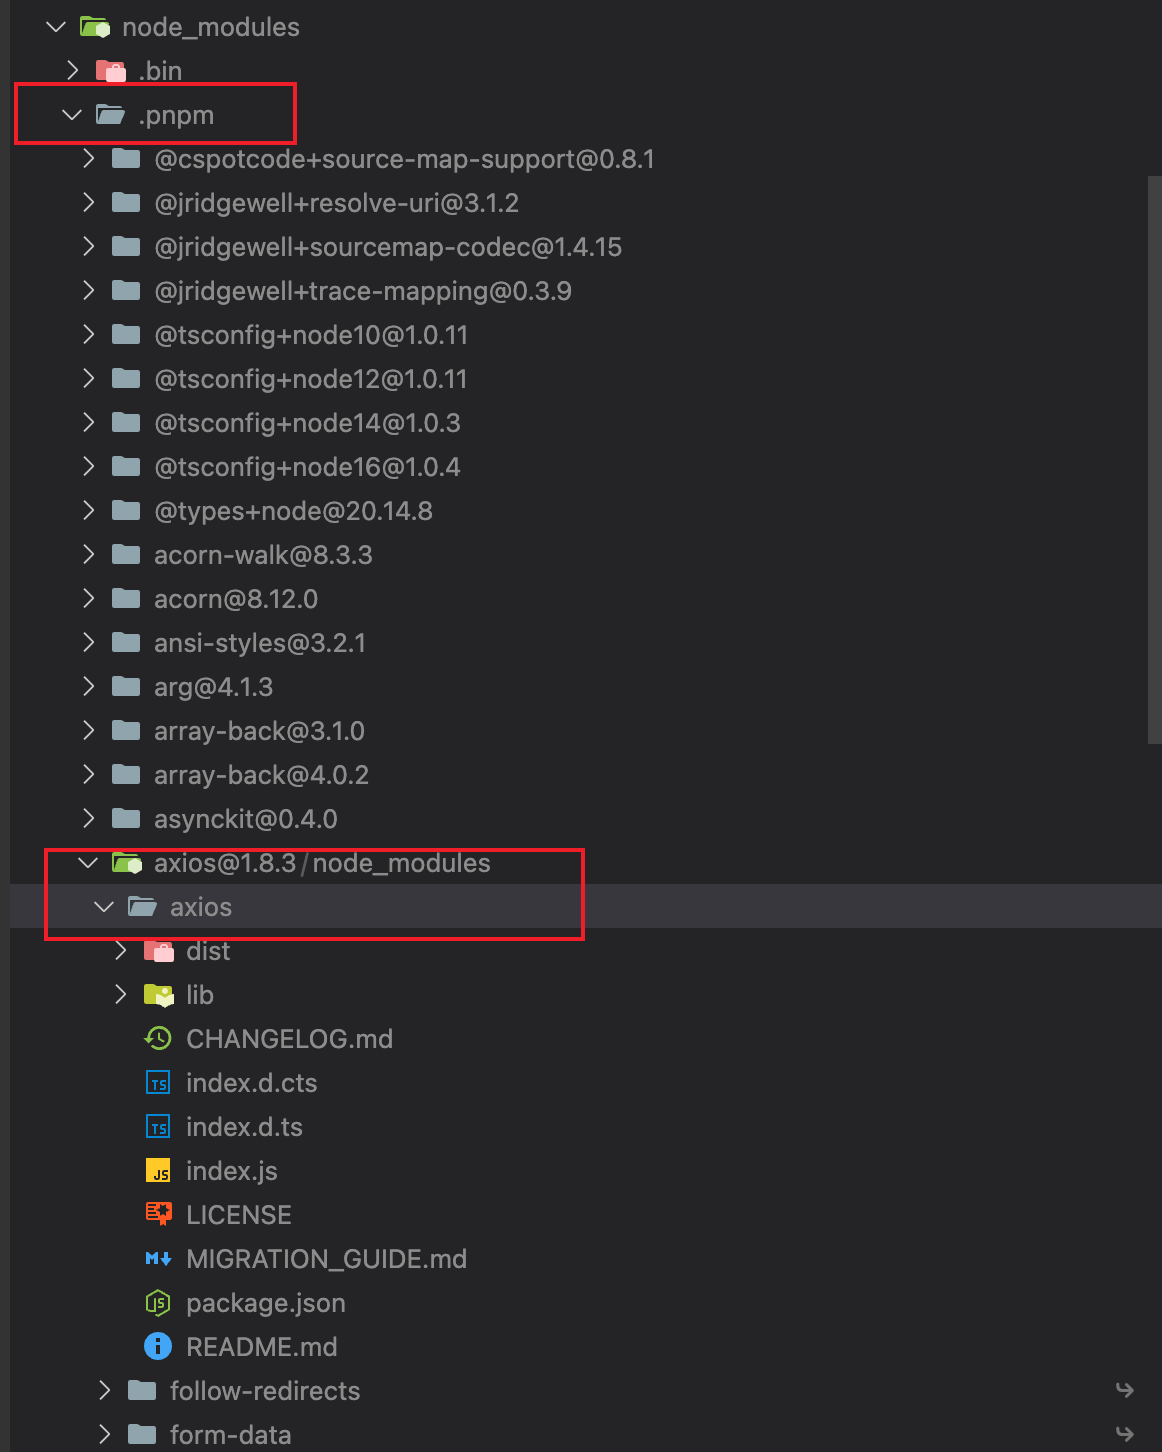 node_modules
.bin
.pnpm
@cspotcode+source-map-support@0.8.1
@jridgewell+resolve-uri@3.1.2
@jridgewell+sourcemap-codec@1.4.15
@jridgewell+trace-mapping@0.3.9
@tsconfig+node10@1.0.11
@tsconfig+node12@1.0.11
@tsconfig+node14@1.0.3
@tsconfig+node16@1.0.4
@types+node@20.14.8
acorn-walk@8.3.3
acorn@8.12.0
ansi-styles@3.2.1
arg@4.1.3
array-back@3.1.0
array-back@4.0.2
asynckit@0.4.0
axios@1.8.3/node_modules
axios
dist
lib
CHANGELOG.md
TS index.d.cts
TS index.d.ts
JS index.js
LICENSE
M MIGRATION_GUIDE.md
JS package.json
README.md
follow-redirects
form-data